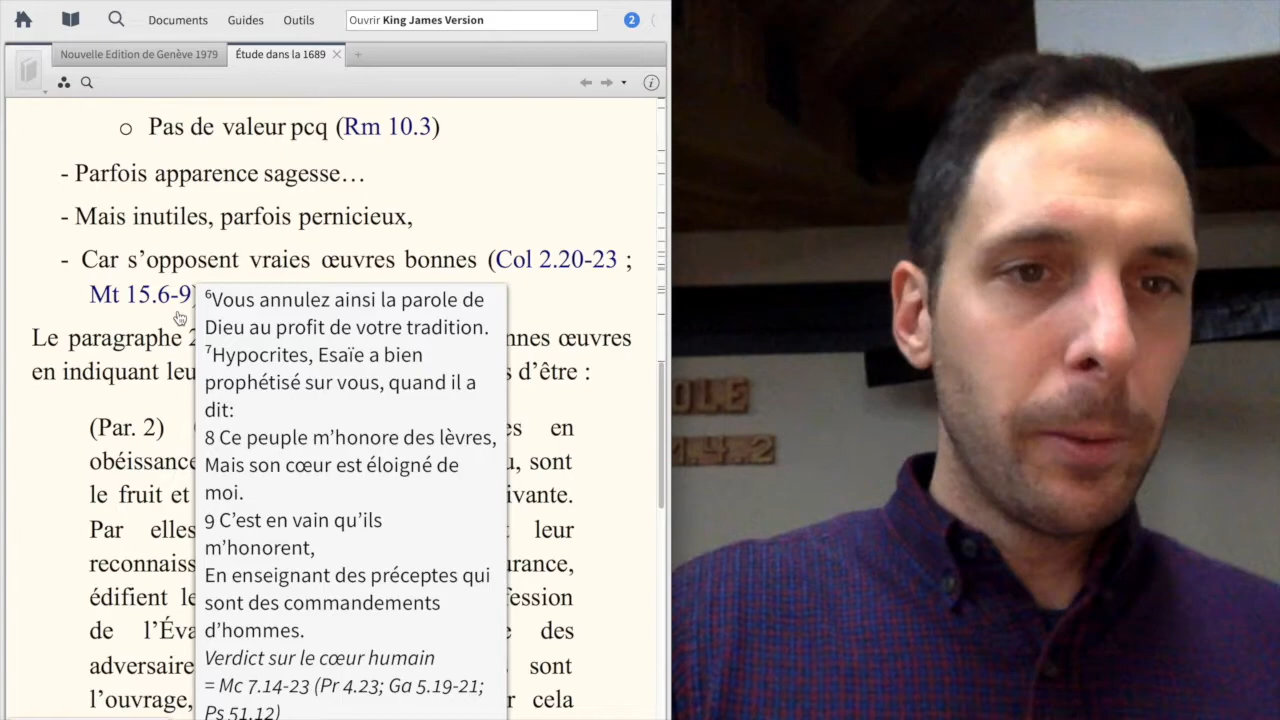 Documents Guides Outils Ouvrir King James Version 2
Nouvelle Edition de Genève 1979 Étude dans la 1689
o Pas de valeur pcq (Rm 10.3)
- Parfois apparence sagesse…
- Mais inutiles, parfois pernicieux,
- Car s’opposent vraies œuvres bonnes (Col 2.20-23 ;
Mt 15.6-9)
Le paragraphe 2 nnes œuvres
en indiquant leu s d’être :
(Par. 2) es en
obéissance u, sont
le fruit et ivante.
Par elles leur
reconnaiss urance,
édifient le fession
de l’Éva des
adversaire sont
l’ouvrage, r cela
6Vous annulez ainsi la parole de
Dieu au profit de votre tradition.
7Hypocrites, Esaïe a bien
prophétisé sur vous, quand il a
dit:
8 Ce peuple m’honore des lèvres,
Mais son cœur est éloigné de
moi.
9 C’est en vain qu’ils
m’honorent,
En enseignant des préceptes qui
sont des commandements
d’hommes.
Verdict sur le cœur humain
= Mc 7.14-23 (Pr 4.23; Ga 5.19-21;
Ps 51.12)
OLE
M.4.2